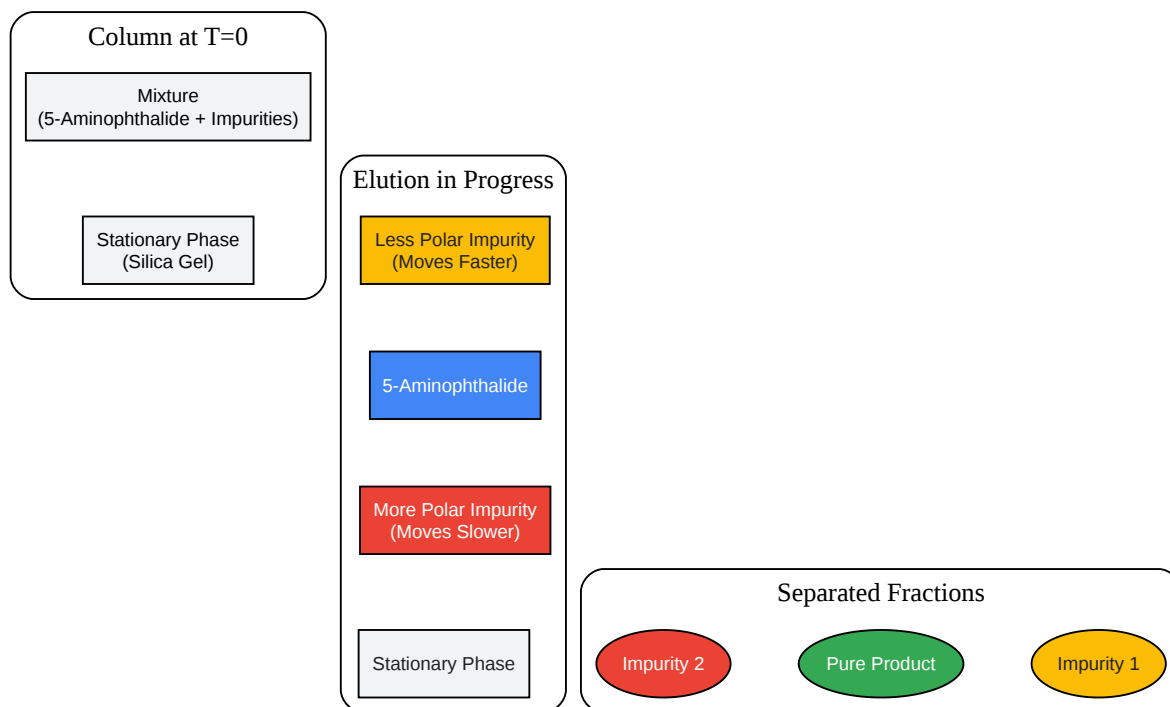 Column at T=0
Mixture
(5-Aminophthalide + Impurities)
Stationary Phase
(Silica Gel)
Elution in Progress
Less Polar Impurity
(Moves Faster)
5-Aminophthalide
More Polar Impurity
(Moves Slower)
Stationary Phase
Separated Fractions
Impurity 2
Pure Product
Impurity 1